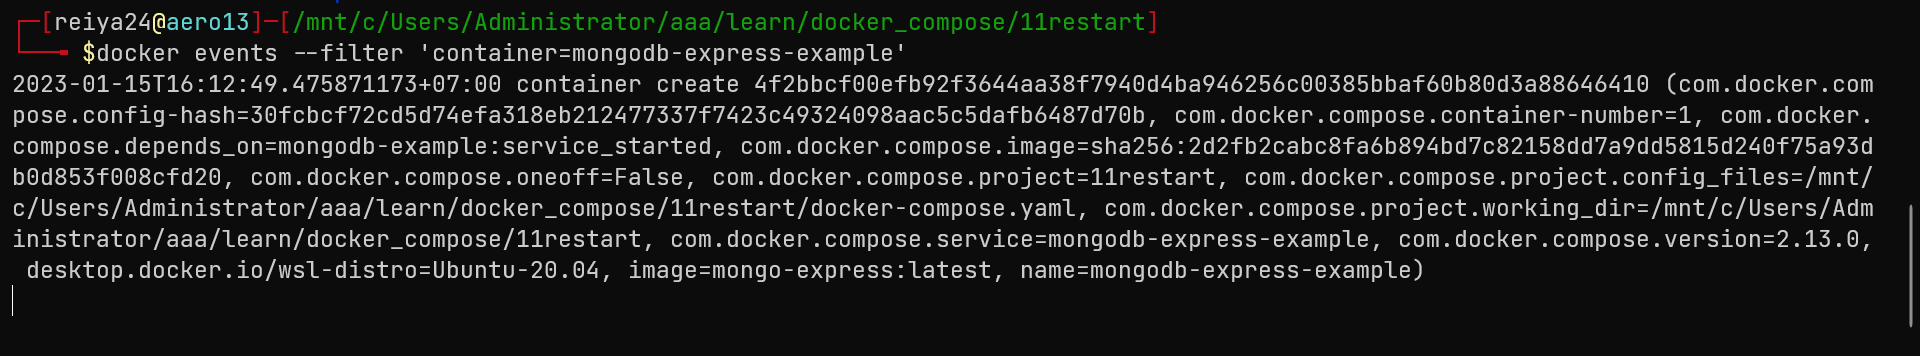 ┌─[reiya24@aero13]─[/mnt/c/Users/Administrator/aaa/learn/docker_compose/11restart]
└──╼ $docker events --filter 'container=mongodb-express-example'
2023-01-15T16:12:49.475871173+07:00 container create 4f2bbcf00efb92f3644aa38f7940d4ba946256c00385bbaf60b80d3a88646410 (com.docker.com
pose.config-hash=30fcbcf72cd5d74efa318eb212477337f7423c49324098aac5c5dafb6487d70b, com.docker.compose.container-number=1, com.docker.
compose.depends_on=mongodb-example:service_started, com.docker.compose.image=sha256:2d2fb2cabc8fa6b894bd7c82158dd7a9dd5815d240f75a93d
b0d853f008cfd20, com.docker.compose.oneoff=False, com.docker.compose.project=11restart, com.docker.compose.project.config_files=/mnt/
c/Users/Administrator/aaa/learn/docker_compose/11restart/docker-compose.yaml, com.docker.compose.project.working_dir=/mnt/c/Users/Adm
inistrator/aaa/learn/docker_compose/11restart, com.docker.compose.service=mongodb-express-example, com.docker.compose.version=2.13.0,
 desktop.docker.io/wsl-distro=Ubuntu-20.04, image=mongo-express:latest, name=mongodb-express-example)